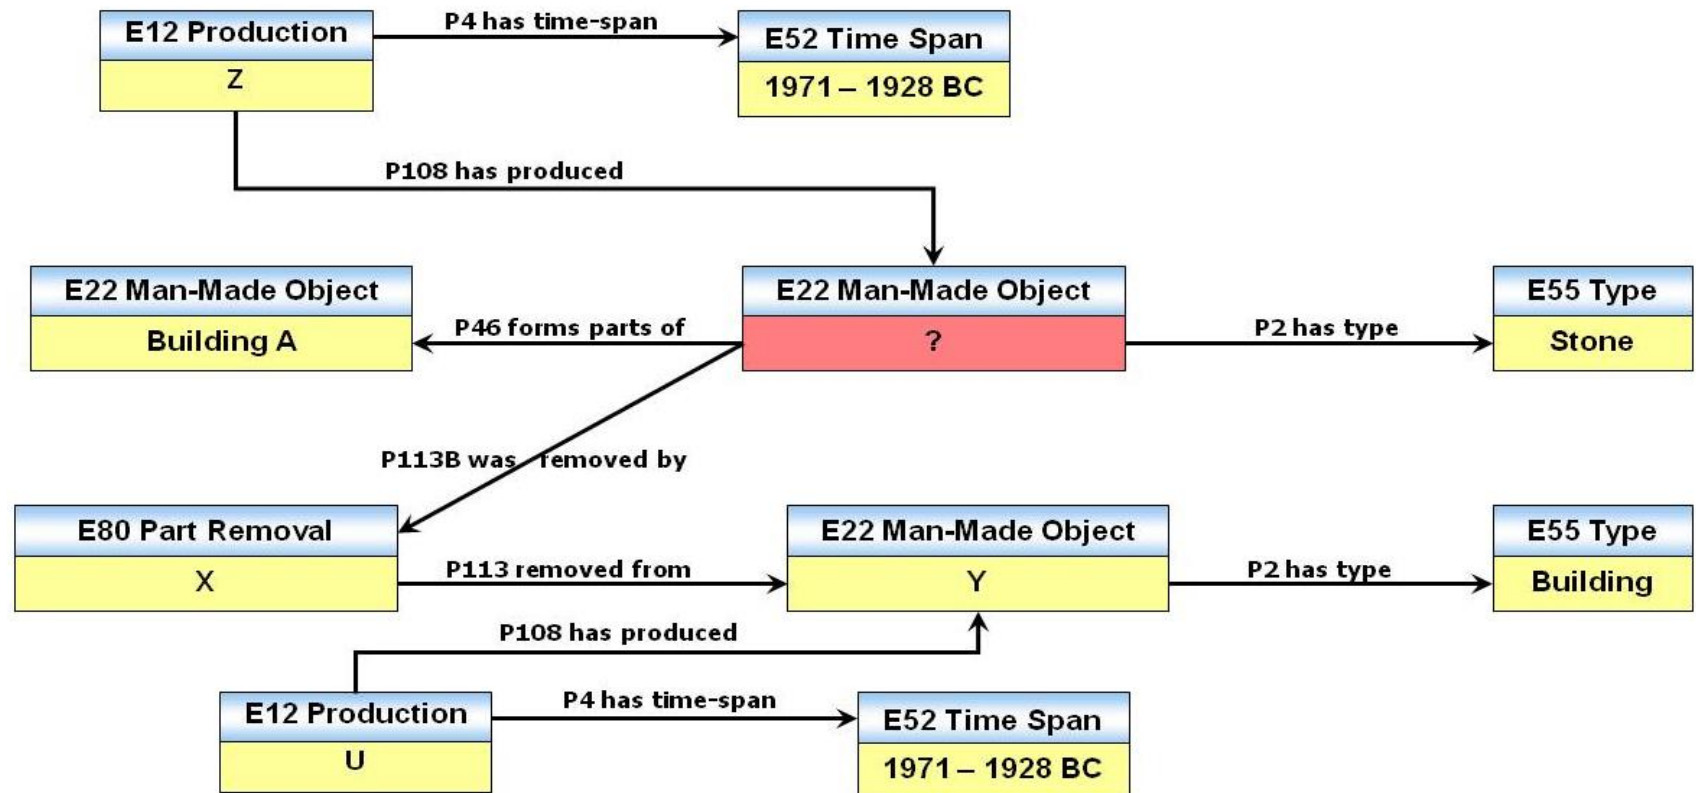 E12 Production
Z
P4 has time-span
E52 Time Span
1971 – 1928 BC
P108 has produced
E22 Man-Made Object
Building A
P46 forms parts of
E22 Man-Made Object
?
P2 has type
E55 Type
Stone
P113B was removed by
E80 Part Removal
X
P113 removed from
E22 Man-Made Object
Y
P2 has type
E55 Type
Building
P108 has produced
E12 Production
U
P4 has time-span
E52 Time Span
1971 – 1928 BC